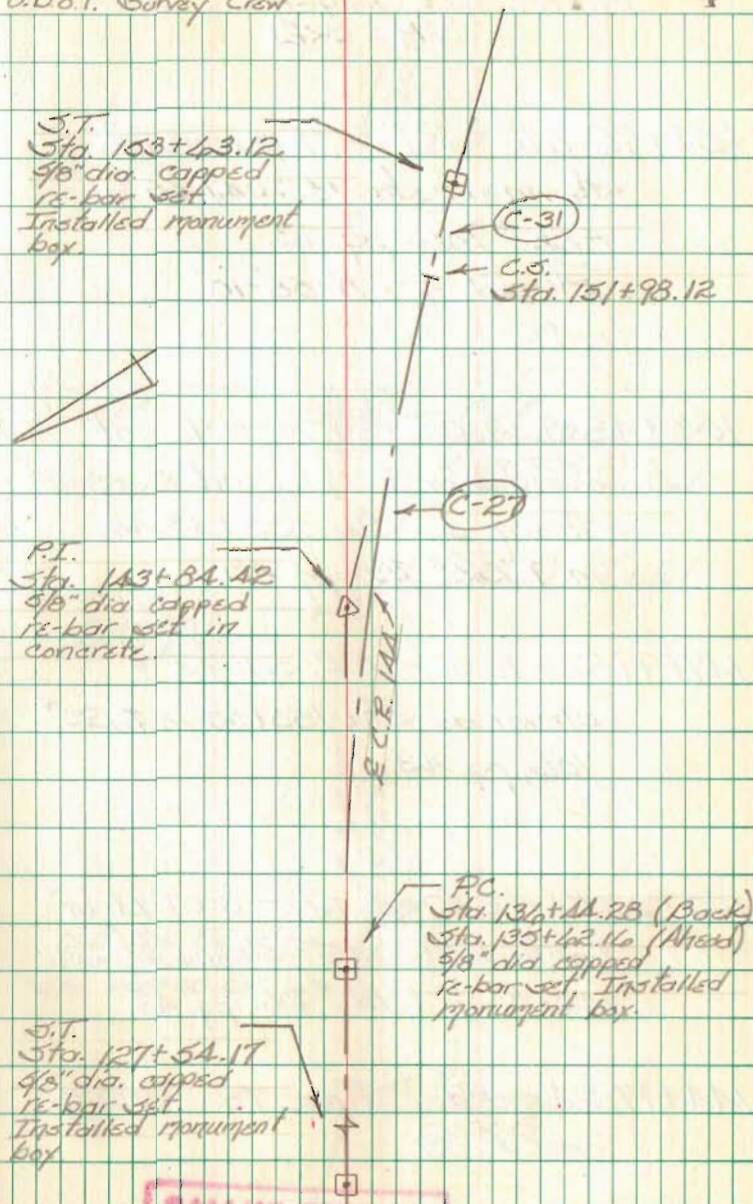 O.D.O.T. Survey Crew
S.T.
Sta. 153+63.12
5/8" dia. capped
re-bar set.
Installed monument
box.
C-31
C.S.
Sta. 151+98.12
C-27
P.I.
Sta. 143+84.42
5/8" dia capped
re-bar set in
concrete.
C.R. 144
P.C.
Sta. 136+44.28 (Back)
Sta. 135+62.16 (Ahead)
5/8" dia capped
re-bar set. Installed
monument box.
S.T.
Sta. 127+54.17
5/8" dia. capped
re-bar set.
Installed monument
box